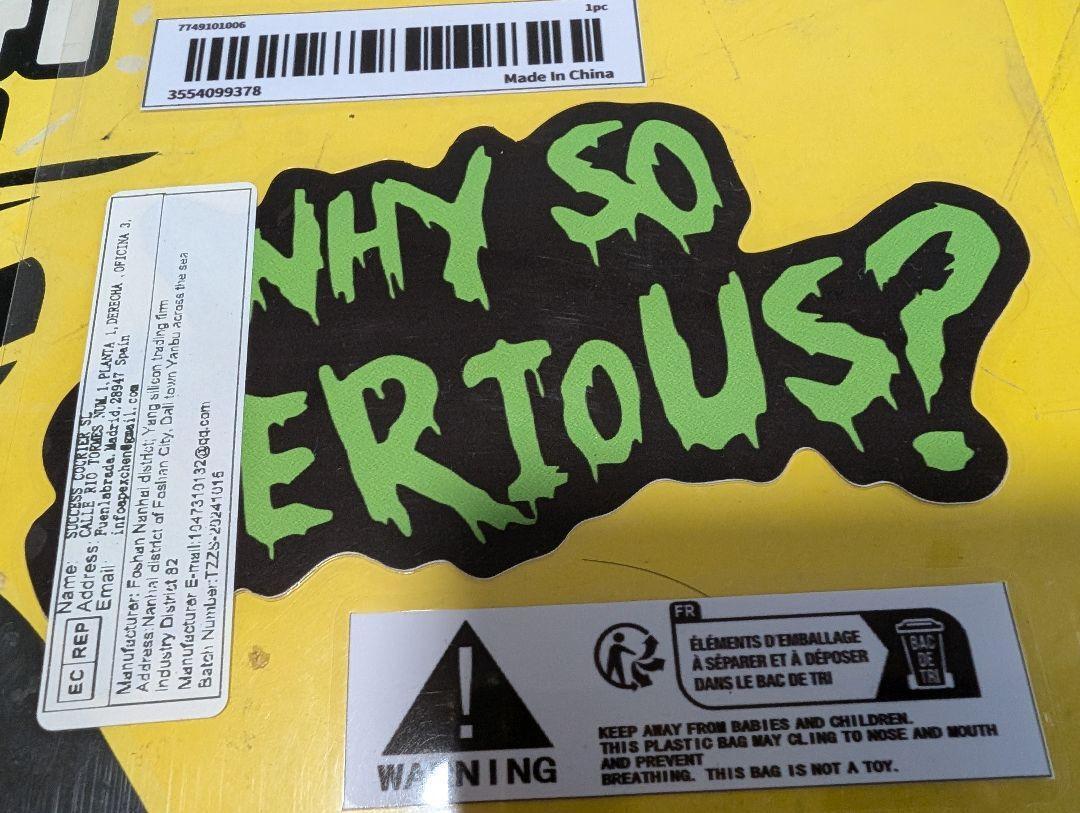 7749101006
1pc
3554099378
Made In China
WHY SO
SERIOUS?
EC REP
Name: SUCCESS COURIER SL
Address: CALLE RIO TORMES NUM. 1, PLANTA 1, DERECHA, OFICINA 3,
Fuenlabrada, Madrid, 28947 Spain
Email: infoapexchen@gmail.com
Manufacturer: Foshan Nanhai district, Yang silicon trading firm
Address: Nanhai district of Foshan City, Dali town Yanbu across the sea
Industry District B2
Manufacturer E-mail:1047310132@qq.com
Batch Number:TZZS-20241016
WARNING
FR
ÉLÉMENTS D'EMBALLAGE
À SÉPARER ET À DÉPOSER
DANS LE BAC DE TRI
BAC
DE
TRI
KEEP AWAY FROM BABIES AND CHILDREN.
THIS PLASTIC BAG MAY CLING TO NOSE AND MOUTH
AND PREVENT
BREATHING. THIS BAG IS NOT A TOY.